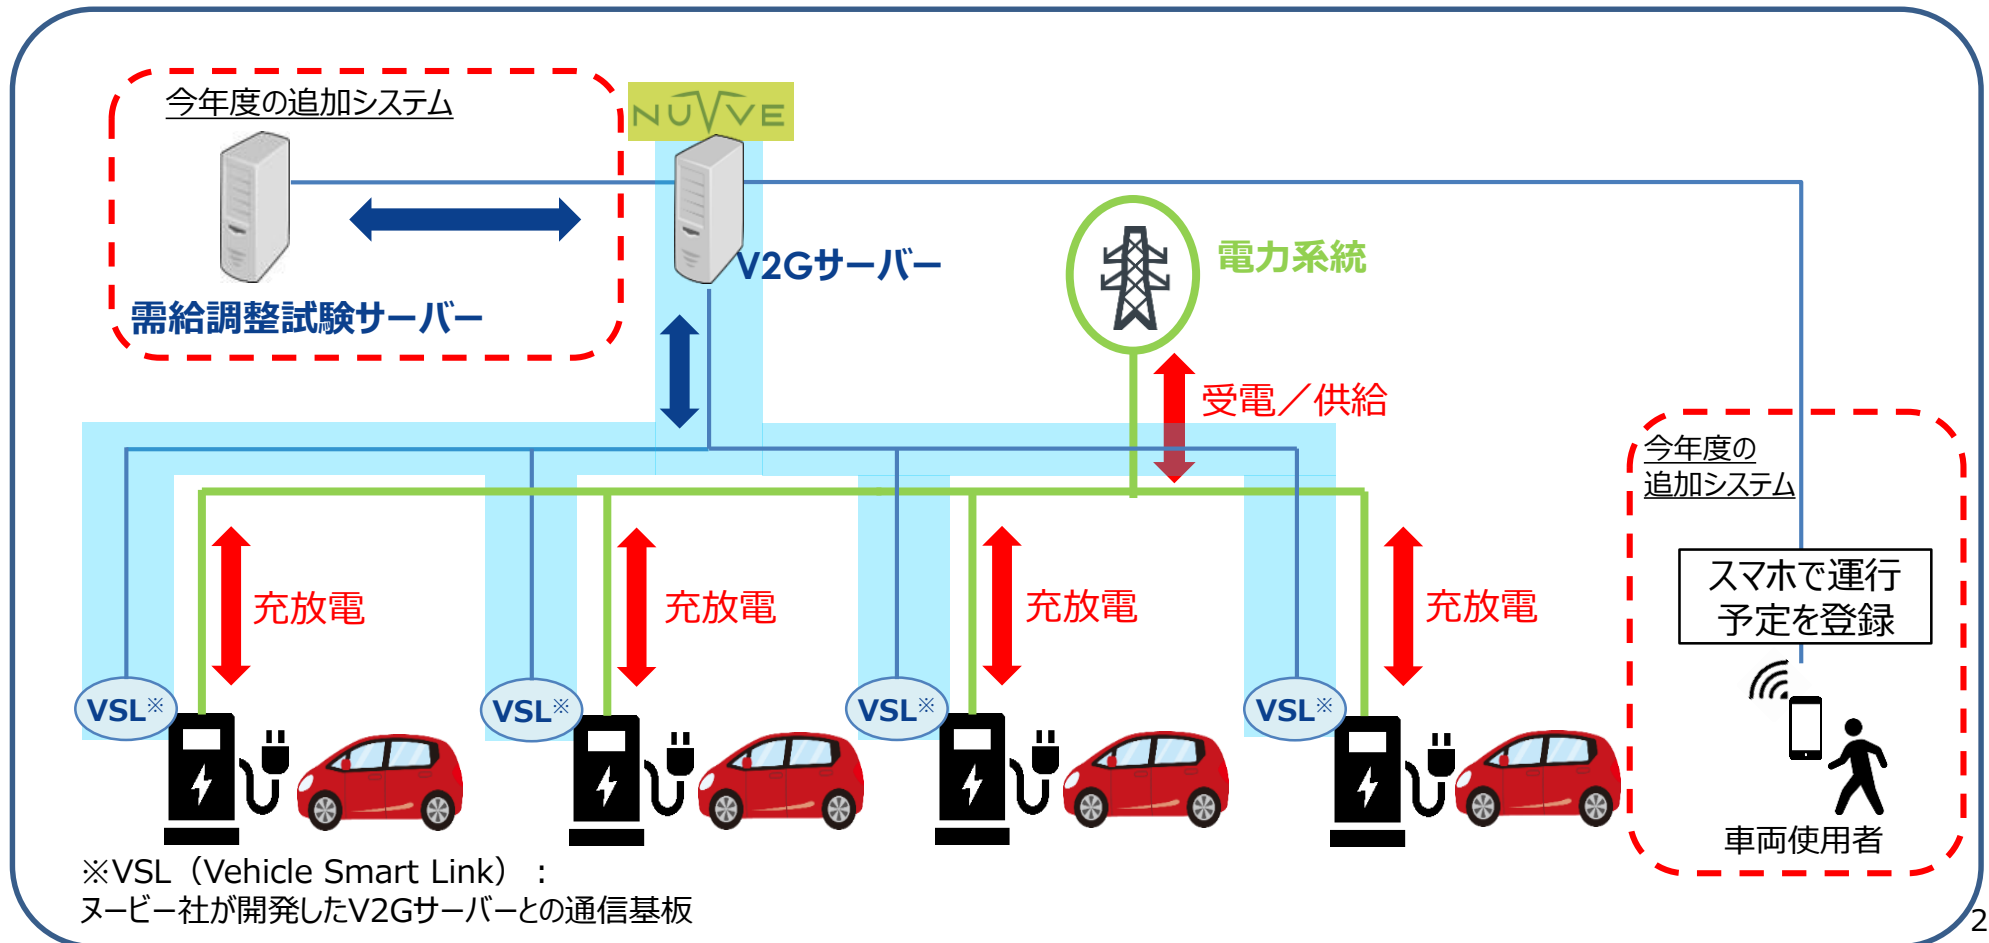 今年度の追加システム
NUVVE
V2Gサーバー
需給調整試験サーバー
電力系統
受電／供給
今年度の
追加システム
スマホで運行
予定を登録
充放電
充放電
充放電
充放電
VSL※
VSL※
VSL※
VSL※
車両使用者
※VSL（Vehicle Smart Link）：
ヌービー社が開発したV2Gサーバーとの通信基板
2